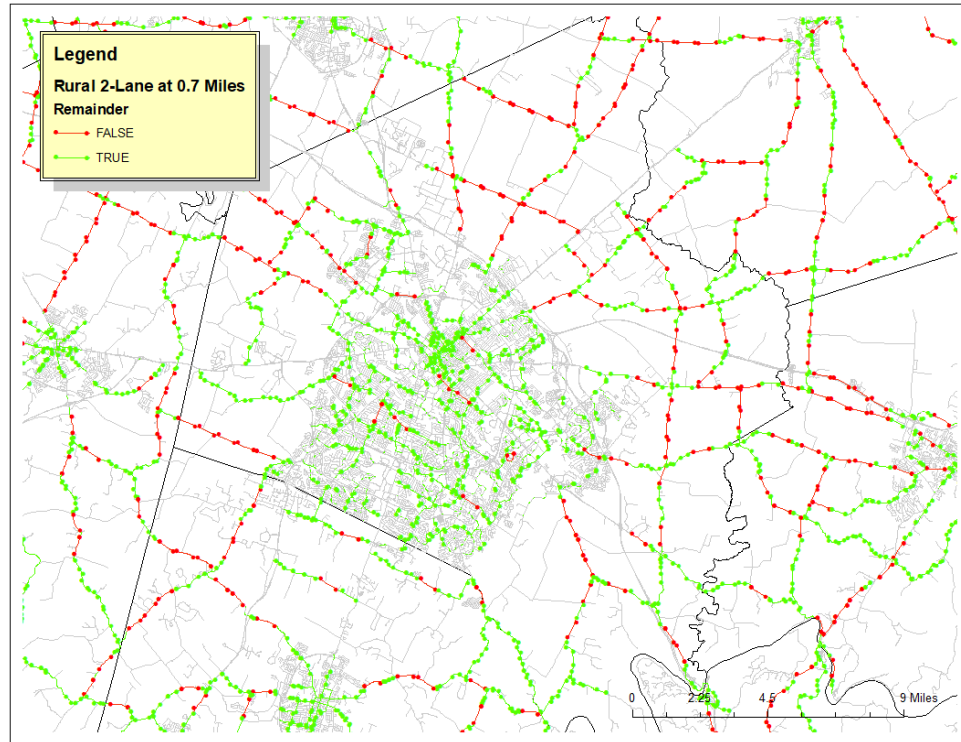 Legend
Rural 2-Lane at 0.7 Miles
Remainder
FALSE
TRUE
0 2.25 4.5 9 Miles